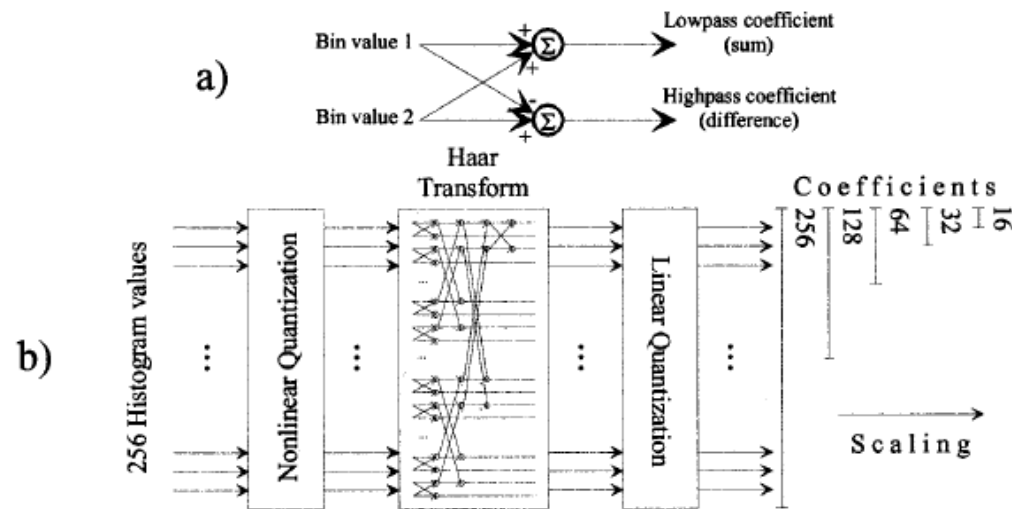 a)
Bin value 1
Bin value 2
+
+
-
+
Σ
Σ
Lowpass coefficient
(sum)
Highpass coefficient
(difference)
b)
256 Histogram values
...
Nonlinear Quantization
...
Haar
Transform
...
...
...
...
Linear Quantization
...
Coefficients
256
128
64
32
16
Scaling